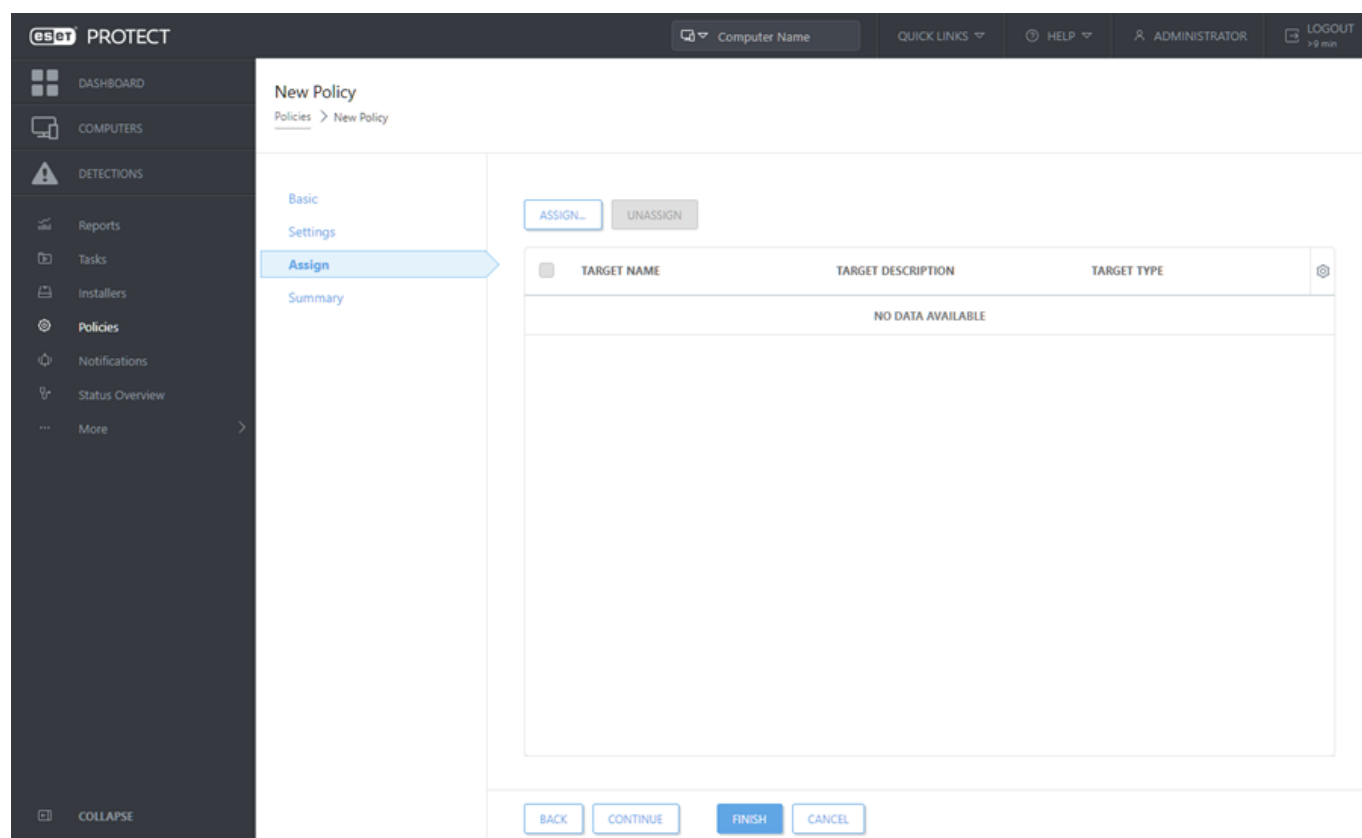 eset PROTECT
Computer Name
QUICK LINKS
HELP
ADMINISTRATOR
LOGOUT
>9 min
DASHBOARD
COMPUTERS
DETECTIONS
Reports
Tasks
Installers
Policies
Notifications
Status Overview
More
COLLAPSE
New Policy
Policies > New Policy
Basic
Settings
Assign
Summary
ASSIGN... UNASSIGN
TARGET NAME TARGET DESCRIPTION TARGET TYPE
NO DATA AVAILABLE
BACK CONTINUE FINISH CANCEL